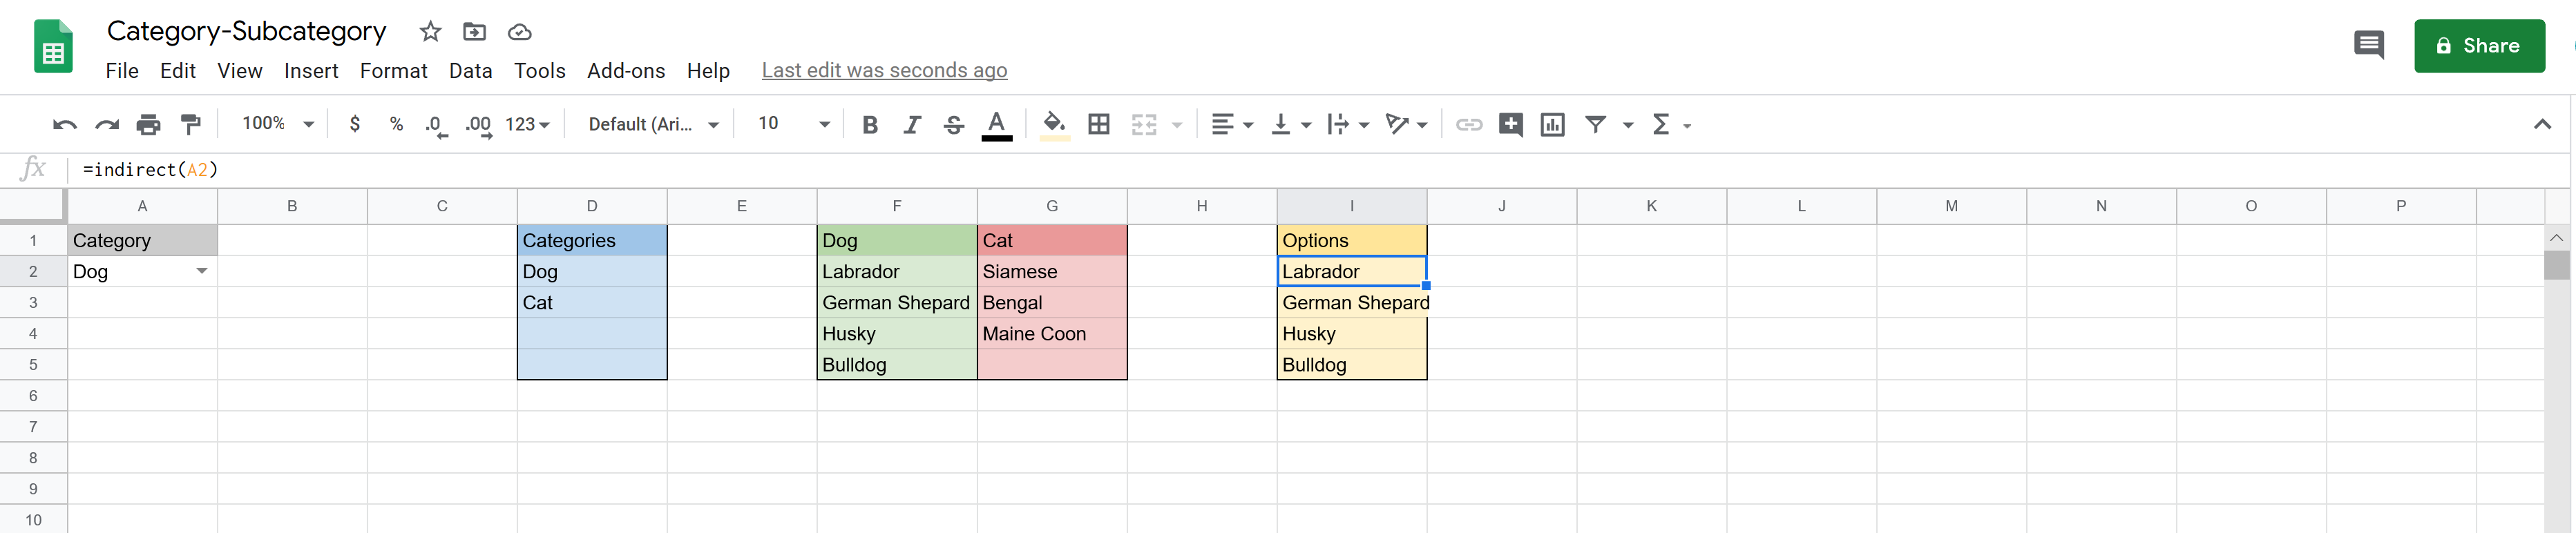 Category-Subcategory
File Edit View Insert Format Data Tools Add-ons Help Last edit was seconds ago
Share
100% $ % .0 .00 123 Default (Ari... 10 B I S A Σ
fx =indirect(A2)
A B C D E F G H I J K L M N O P
1 Category Categories Dog Cat Options
2 Dog Dog Labrador Siamese Labrador
3 Cat German Shepard Bengal German Shepard
4 Husky Maine Coon Husky
5 Bulldog Bulldog
6
7
8
9
10